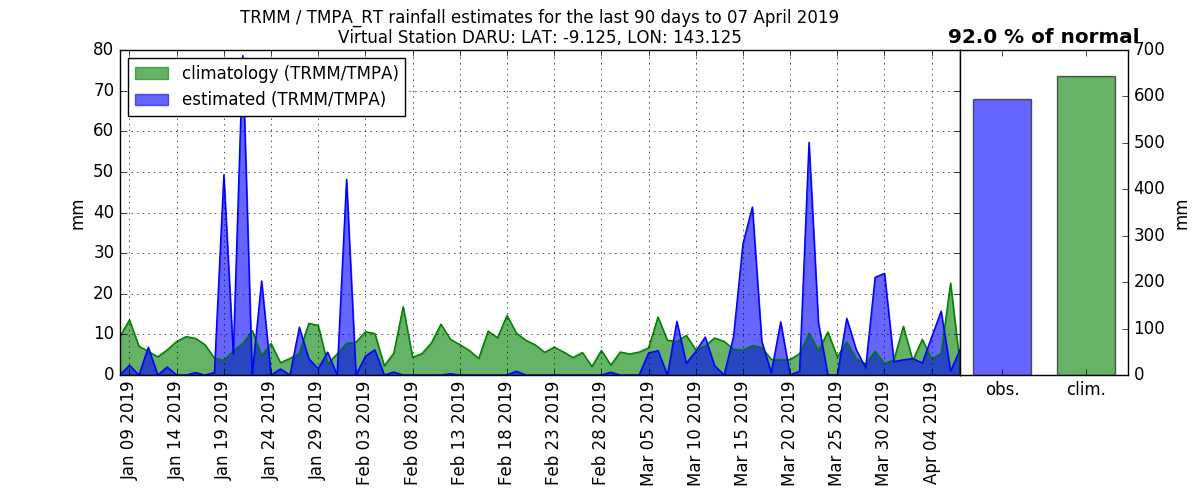 TRMM / TMPA_RT rainfall estimates for the last 90 days to 07 April 2019
Virtual Station DARU: LAT: -9.125, LON: 143.125
92.0 % of normal
climatology (TRMM/TMPA)
estimated (TRMM/TMPA)
mm
80
70
60
50
40
30
20
10
0
Jan 09 2019
Jan 14 2019
Jan 19 2019
Jan 24 2019
Jan 29 2019
Feb 03 2019
Feb 08 2019
Feb 13 2019
Feb 18 2019
Feb 23 2019
Feb 28 2019
Mar 05 2019
Mar 10 2019
Mar 15 2019
Mar 20 2019
Mar 25 2019
Mar 30 2019
Apr 04 2019
obs.
clim.
700
600
500
400
300
200
100
0
mm